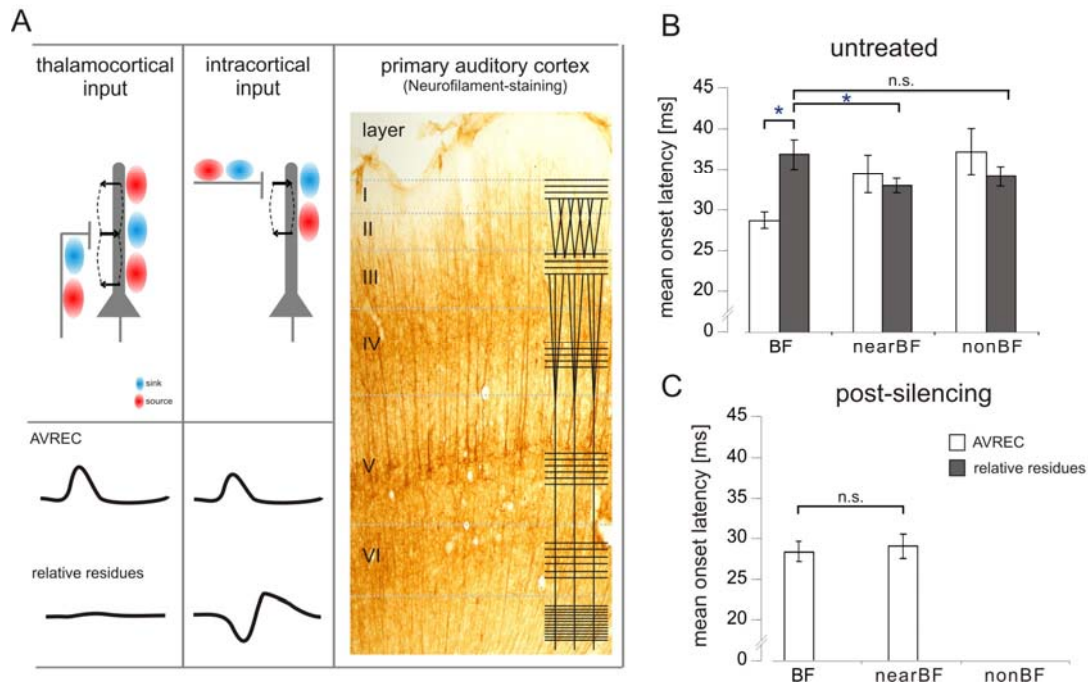 A
thalamocortical
input
intracortical
input
primary auditory cortex
(Neurofilament-staining)
layer
I
II
III
IV
V
VI
sink
source
AVREC
relative residues
B
untreated
n.s.
*
*
mean onset latency [ms]
45
40
35
30
25
20
0
BF
nearBF
nonBF
C
post-silencing
AVREC
relative residues
n.s.
mean onset latency [ms]
45
40
35
30
25
20
0
BF
nearBF
nonBF